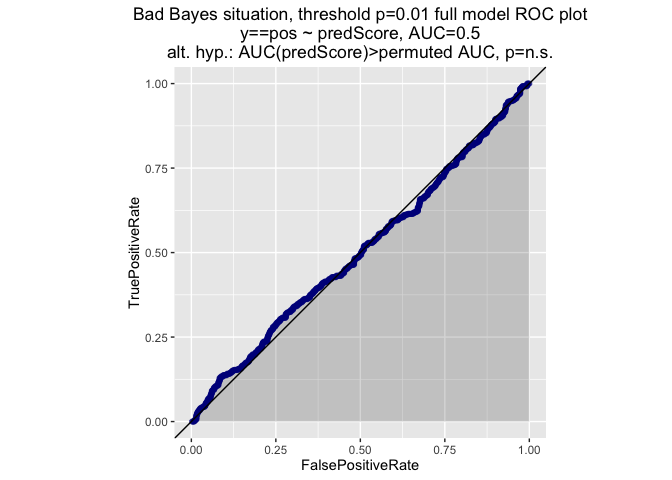 Bad Bayes situation, threshold p=0.01 full model ROC plot
y==pos ~ predScore, AUC=0.5
alt. hyp.: AUC(predScore)>permuted AUC, p=n.s.
1.00
0.75
0.50
0.25
0.00
TruePositiveRate
0.00 0.25 0.50 0.75 1.00
FalsePositiveRate